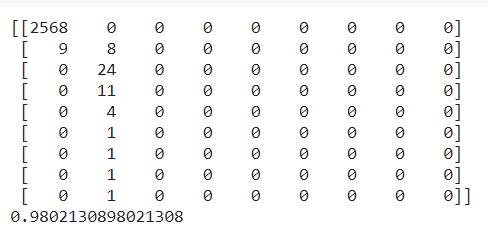 [[2568 0 0 0 0 0 0 0 0]
[ 9 8 0 0 0 0 0 0 0]
[ 0 24 0 0 0 0 0 0 0]
[ 0 11 0 0 0 0 0 0 0]
[ 0 4 0 0 0 0 0 0 0]
[ 0 1 0 0 0 0 0 0 0]
[ 0 1 0 0 0 0 0 0 0]
[ 0 1 0 0 0 0 0 0 0]
[ 0 1 0 0 0 0 0 0 0]]
0.9802130898021308